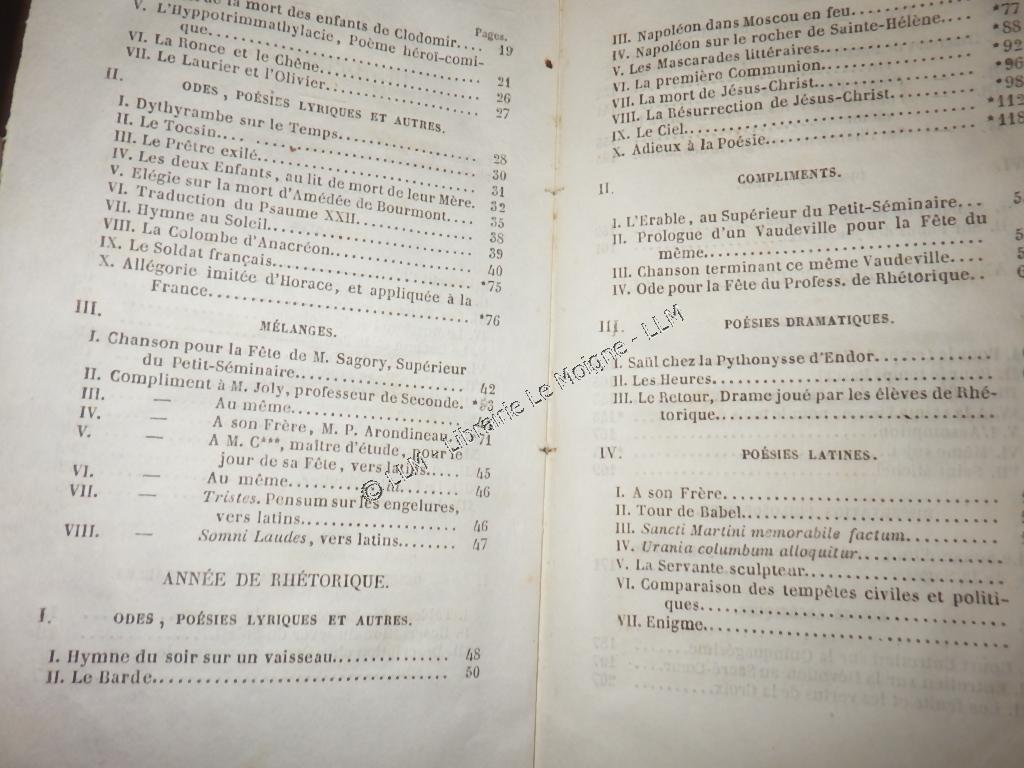 de la mort des enfants de Clodomir.... 19
Pages.
V. L'Hyppotrimmathylacie, Poème héroï-comi-
que............ 21
VI. La Ronce et le Chêne............ 26
VII. Le Laurier et l'Olivier............ 27
II. ODES, POÉSIES LYRIQUES ET AUTRES.
I. Dythyrambe sur le Temps............ 28
II. Le Tocsin............ 30
III. Le Prêtre exilé............ 31
IV. Les deux Enfants, au lit de mort de leur Mère. 32
V. Elégie sur la mort d'Amédée de Bourmont.... 35
VI. Traduction du Psaume XXII............ 38
VII. Hymne au Soleil............ 39
VIII. La Colombe d'Anacréon............ 40
IX. Le Soldat français............ *75
X. Allégorie imitée d'Horace, et appliquée à la
France............ *76
III. MÉLANGES.
I. Chanson pour la Fête de M. Sagory, Supérieur
du Petit-Séminaire............ 42
II. Compliment à M. Joly, professeur de Seconde. *53
III. — Au même............
IV. — A son Frère, M. P. Arondineau. 71
V. — A M. C***, maître d'étude, pour le
jour de sa Fête, vers latins..... 45
VI. — Au même............ 46
VII. — Tristes. Pensum sur les engelures,
vers latins............ 46
VIII. — Somni Laudes, vers latins........ 47
ANNÉE DE RHÉTORIQUE.
I. ODES, POÉSIES LYRIQUES ET AUTRES.
I. Hymne du soir sur un vaisseau............ 48
II. Le Barde............ 50
III. Napoléon dans Moscou en feu...... *77
IV. Napoléon sur le rocher de Sainte-Hélène.... *88
V. Les Mascarades littéraires............ *92
VI. La première Communion............ *96
VII. La mort de Jésus-Christ............ *98
VIII. La Résurrection de Jésus-Christ............ *112
IX. Le Ciel............ *118
X. Adieux à la Poésie............
II. COMPLIMENTS.
I. L'Erable, au Supérieur du Petit-Séminaire... 5
II. Prologue d'un Vaudeville pour la Fête du
même............ 5
III. Chanson terminant ce même Vaudeville.... 5
IV. Ode pour la Fête du Profess. de Rhétorique.. 6
III. POÉSIES DRAMATIQUES.
I. Saül chez la Pythonysse d'Endor............
II. Les Heures............
III. Le Retour, Drame joué par les élèves de Rhé-
torique............
IV. POÉSIES LATINES.
I. A son Frère............
II. Tour de Babel............
III. Sancti Martini memorabile factum............
IV. Urania columbum alloquitur............
V. La Servante sculpteur............
VI. Comparaison des tempêtes civiles et politi-
ques............
VII. Enigme............
© LLM - Librairie Le Moigne - LLM